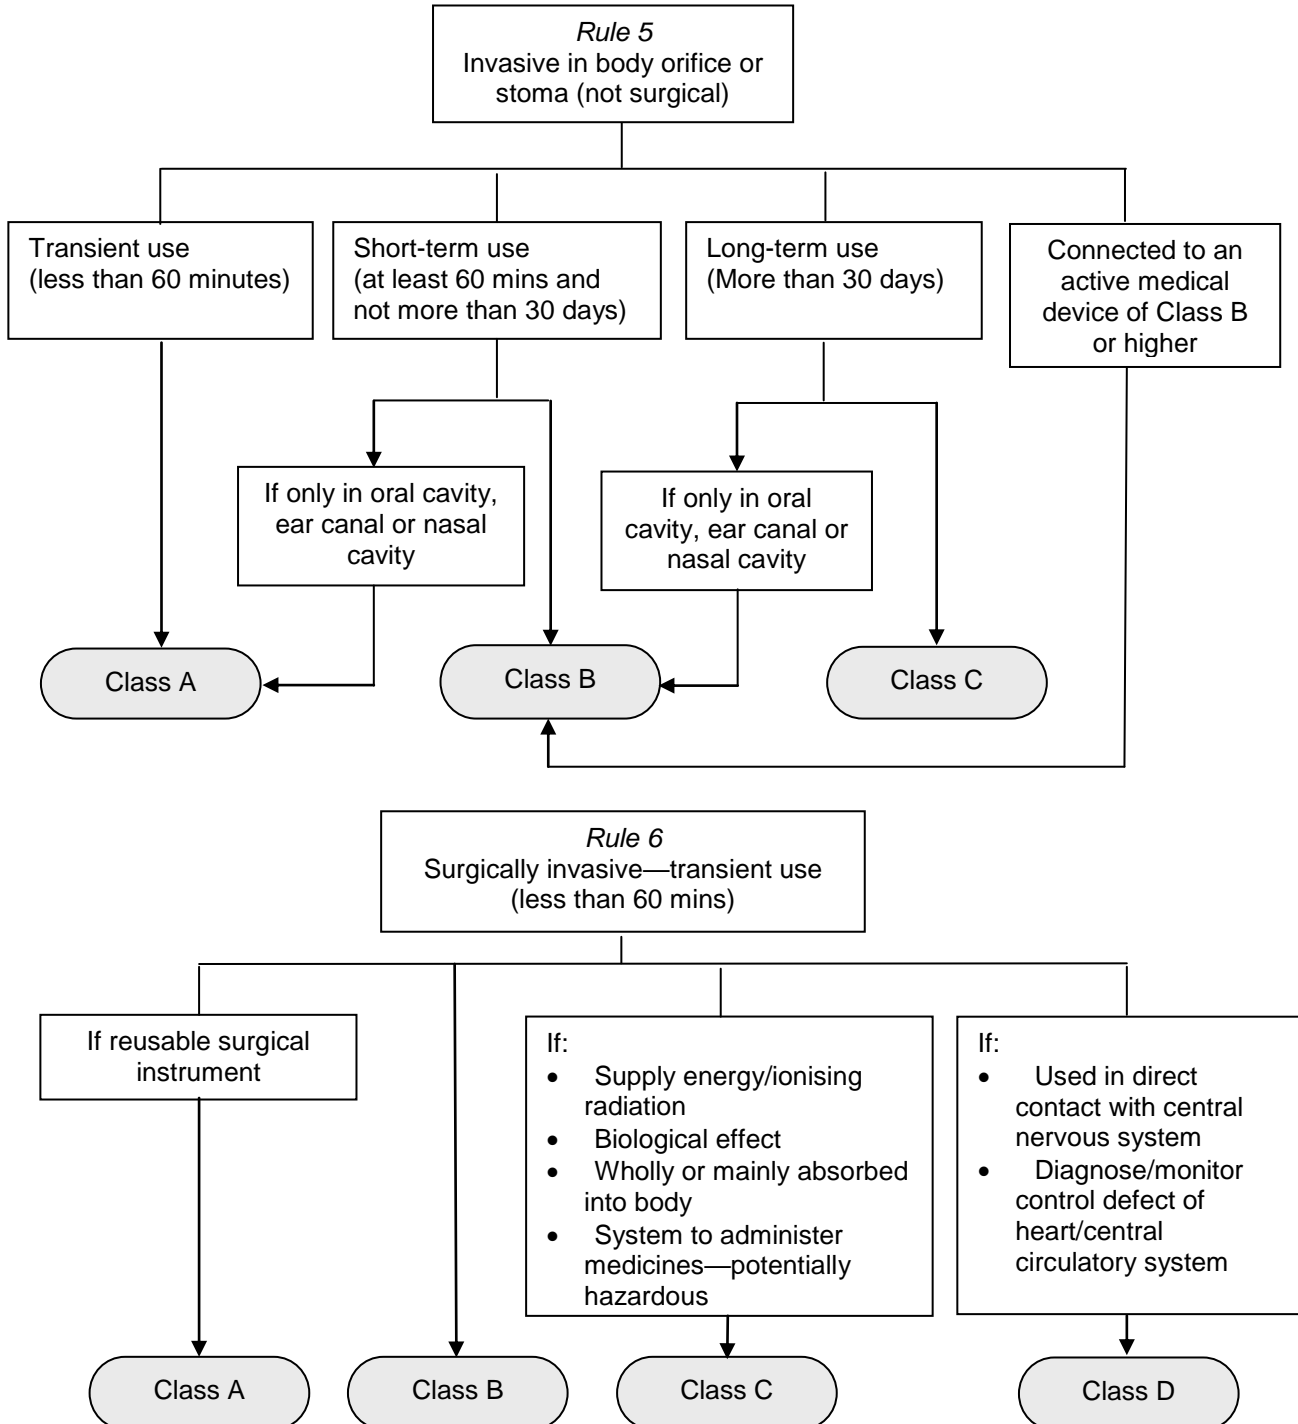 Rule 5
Invasive in body orifice or
stoma (not surgical)
Transient use
(less than 60 minutes)
Short-term use
(at least 60 mins and
not more than 30 days)
Long-term use
(More than 30 days)
Connected to an
active medical
device of Class B
or higher
If only in oral cavity,
ear canal or nasal
cavity
If only in oral
cavity, ear canal or
nasal cavity
Class A
Class B
Class C
Rule 6
Surgically invasive—transient use
(less than 60 mins)
If reusable surgical
instrument
If:
• Supply energy/ionising
radiation
• Biological effect
• Wholly or mainly absorbed
into body
• System to administer
medicines—potentially
hazardous
If:
• Used in direct
contact with central
nervous system
• Diagnose/monitor
control defect of
heart/central
circulatory system
Class A
Class B
Class C
Class D